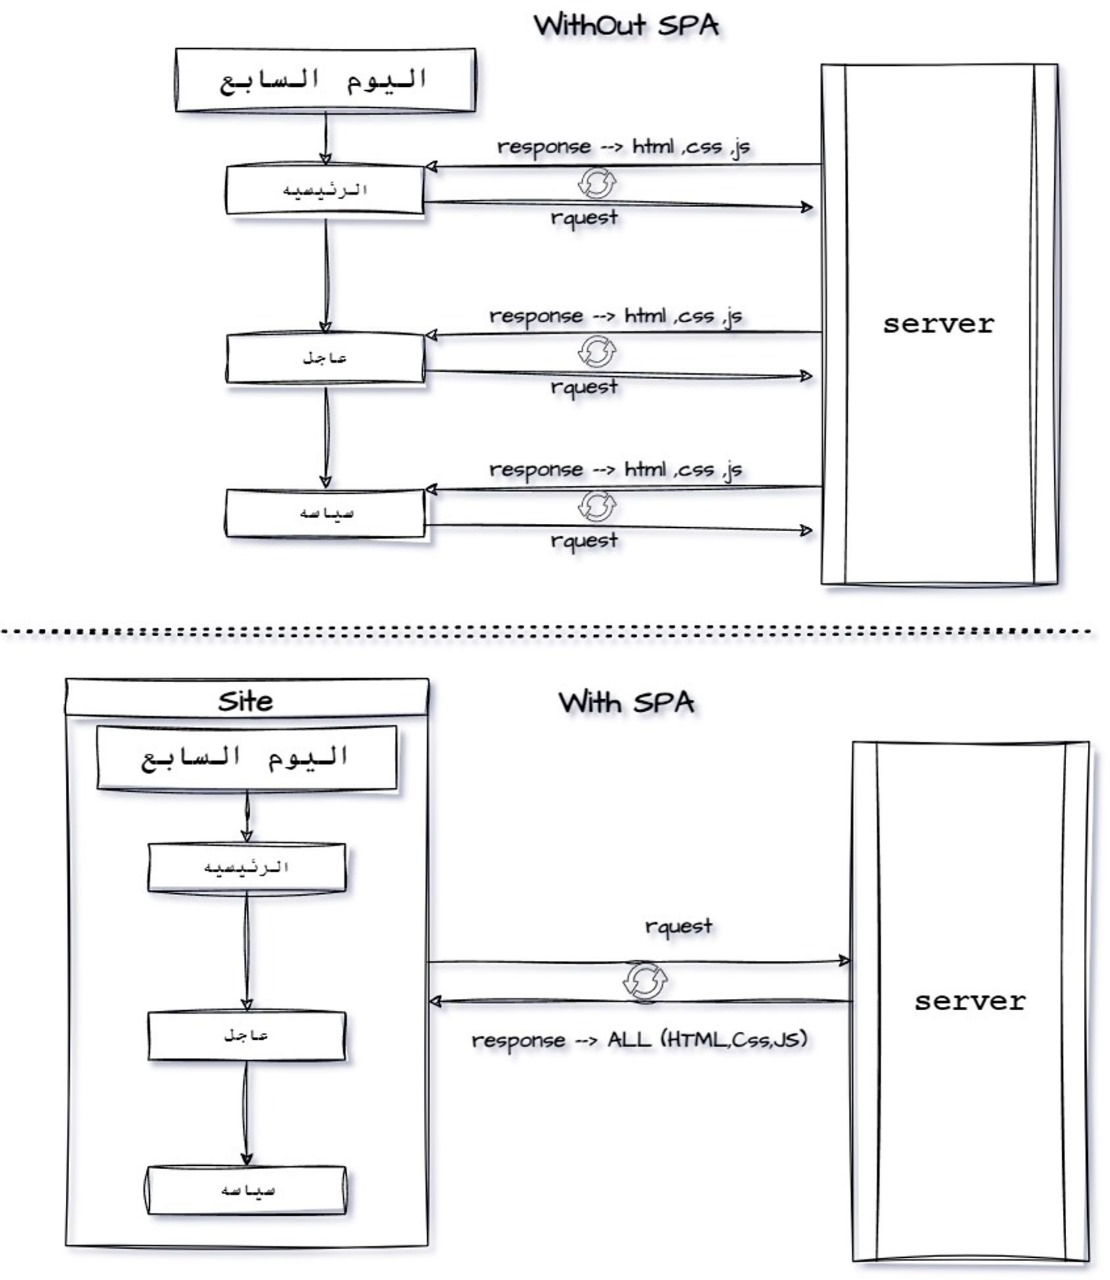 WithOut SPA
اليوم السابع
response --> html ,css ,js
الرئيسيه
rquest
response --> html ,css ,js
server
عاجل
rquest
response --> html ,css ,js
سياسه
rquest
Site
With SPA
اليوم السابع
الرئيسيه
rquest
server
عاجل
response --> ALL (HTML,Css,JS)
سياسه